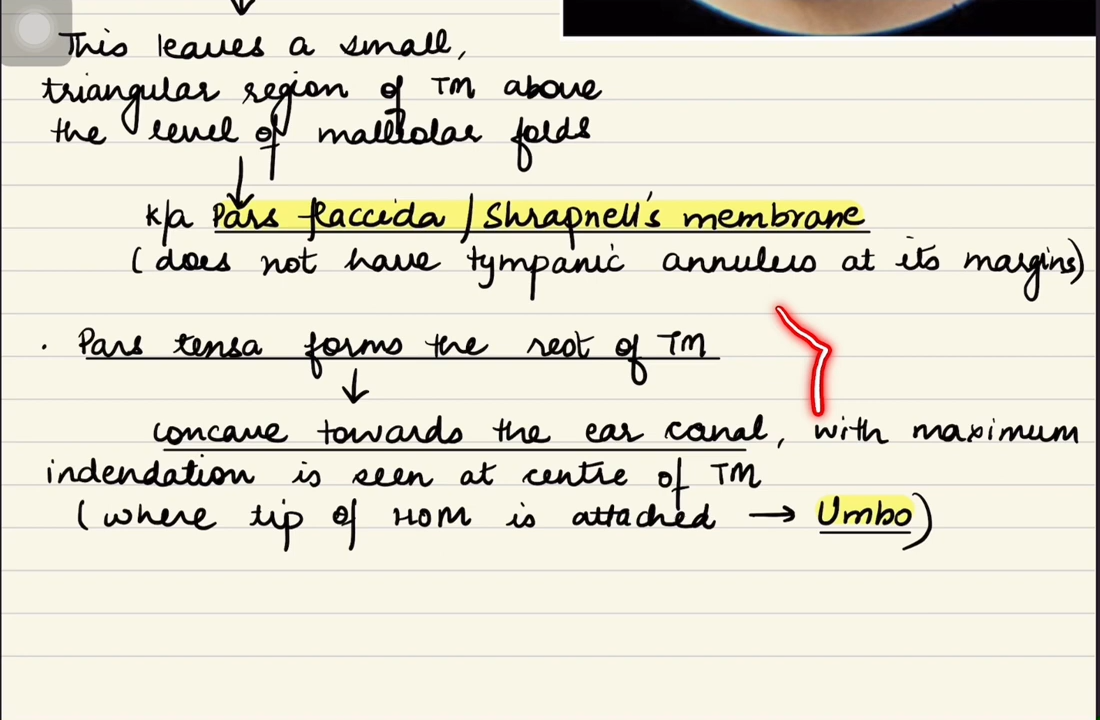 This leaves a small,
triangular region of TM above
the level of malleolar folds
k/a Pars flaccida / Shrapnell's membrane
(does not have tympanic annulus at its margins)
· Pars tensa forms the rest of TM
concave towards the ear canal, with maximum
indendation is seen at centre of TM
(where tip of HOM is attached → Umbo)